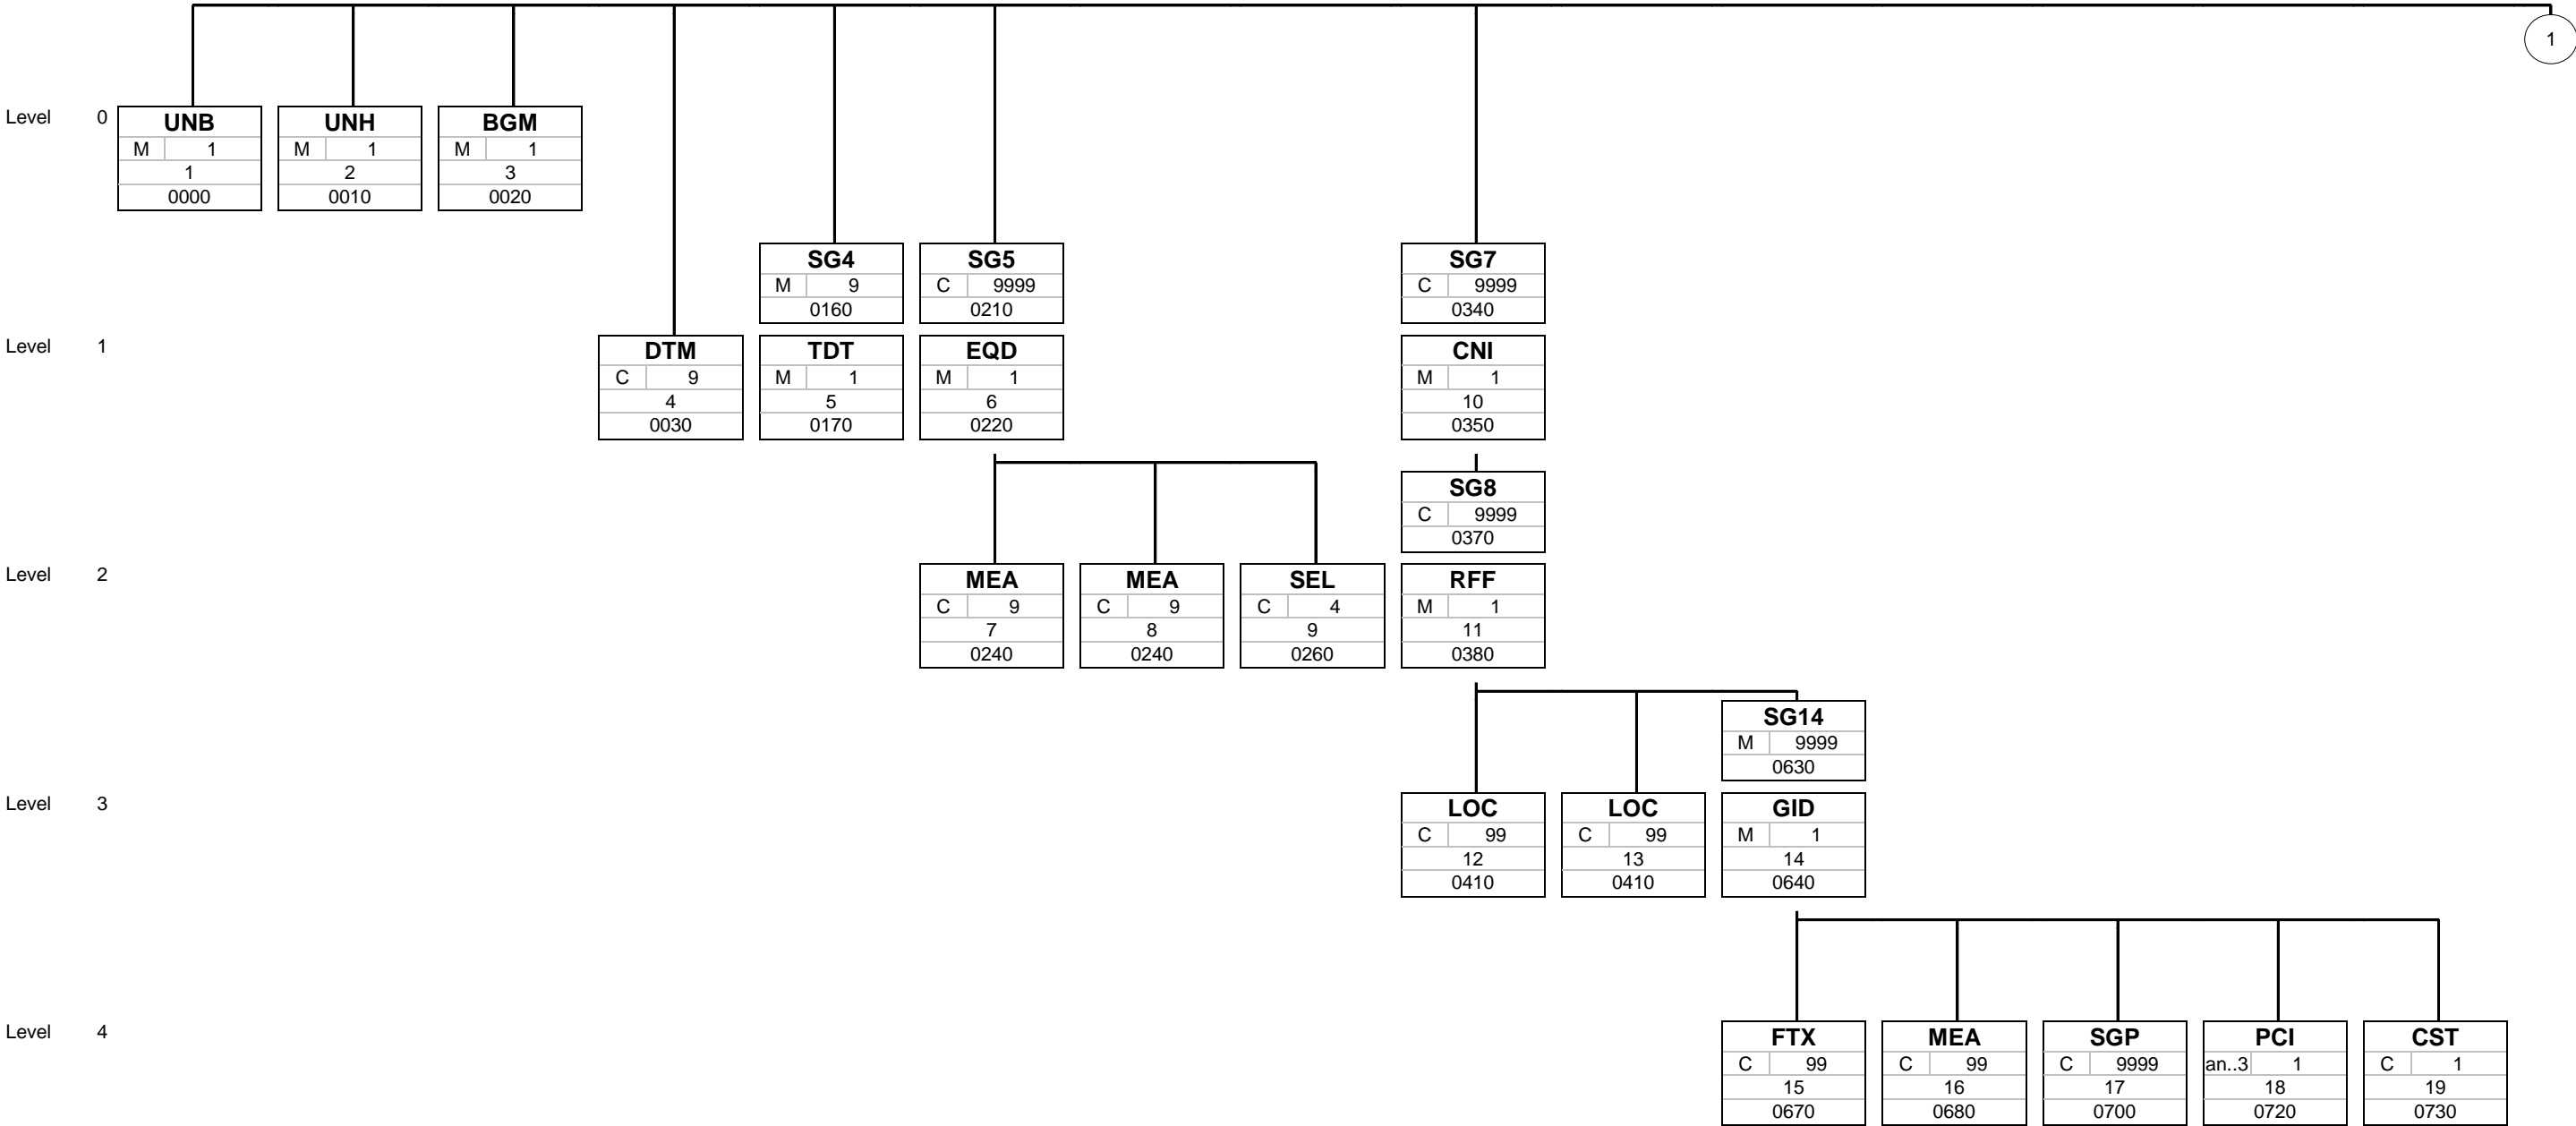 1
Level 0
UNB UNH BGM
M 1 M 1 M 1
1 2 3
0000 0010 0020
SG4 SG5 SG7
M 9 C 9999 C 9999
0160 0210 0340
Level 1
DTM TDT EQD CNI
C 9 M 1 M 1 M 1
4 5 6 10
0030 0170 0220 0350
SG8
C 9999
0370
Level 2
MEA MEA SEL RFF
C 9 C 9 C 4 M 1
7 8 9 11
0240 0240 0260 0380
SG14
M 9999
0630
Level 3
LOC LOC GID
C 99 C 99 M 1
12 13 14
0410 0410 0640
Level 4
FTX MEA SGP PCI CST
C 99 C 99 C 9999 an..3 1 C 1
15 16 17 18 19
0670 0680 0700 0720 0730